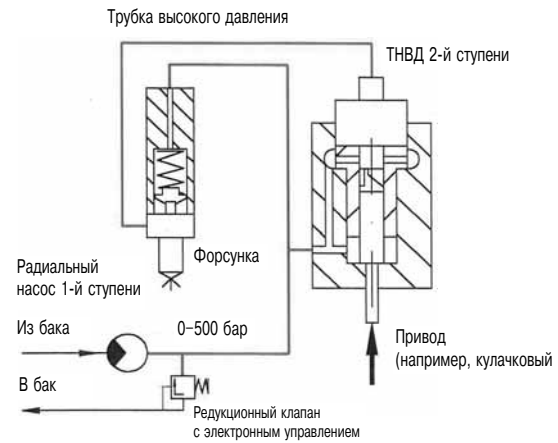 Трубка высокого давления
ТНВД 2-й ступени
Форсунка
Радиальный
насос 1-й ступени
Из бака
0–500 бар
Привод
(например, кулачковый
В бак
Редукционный клапан
с электронным управлением